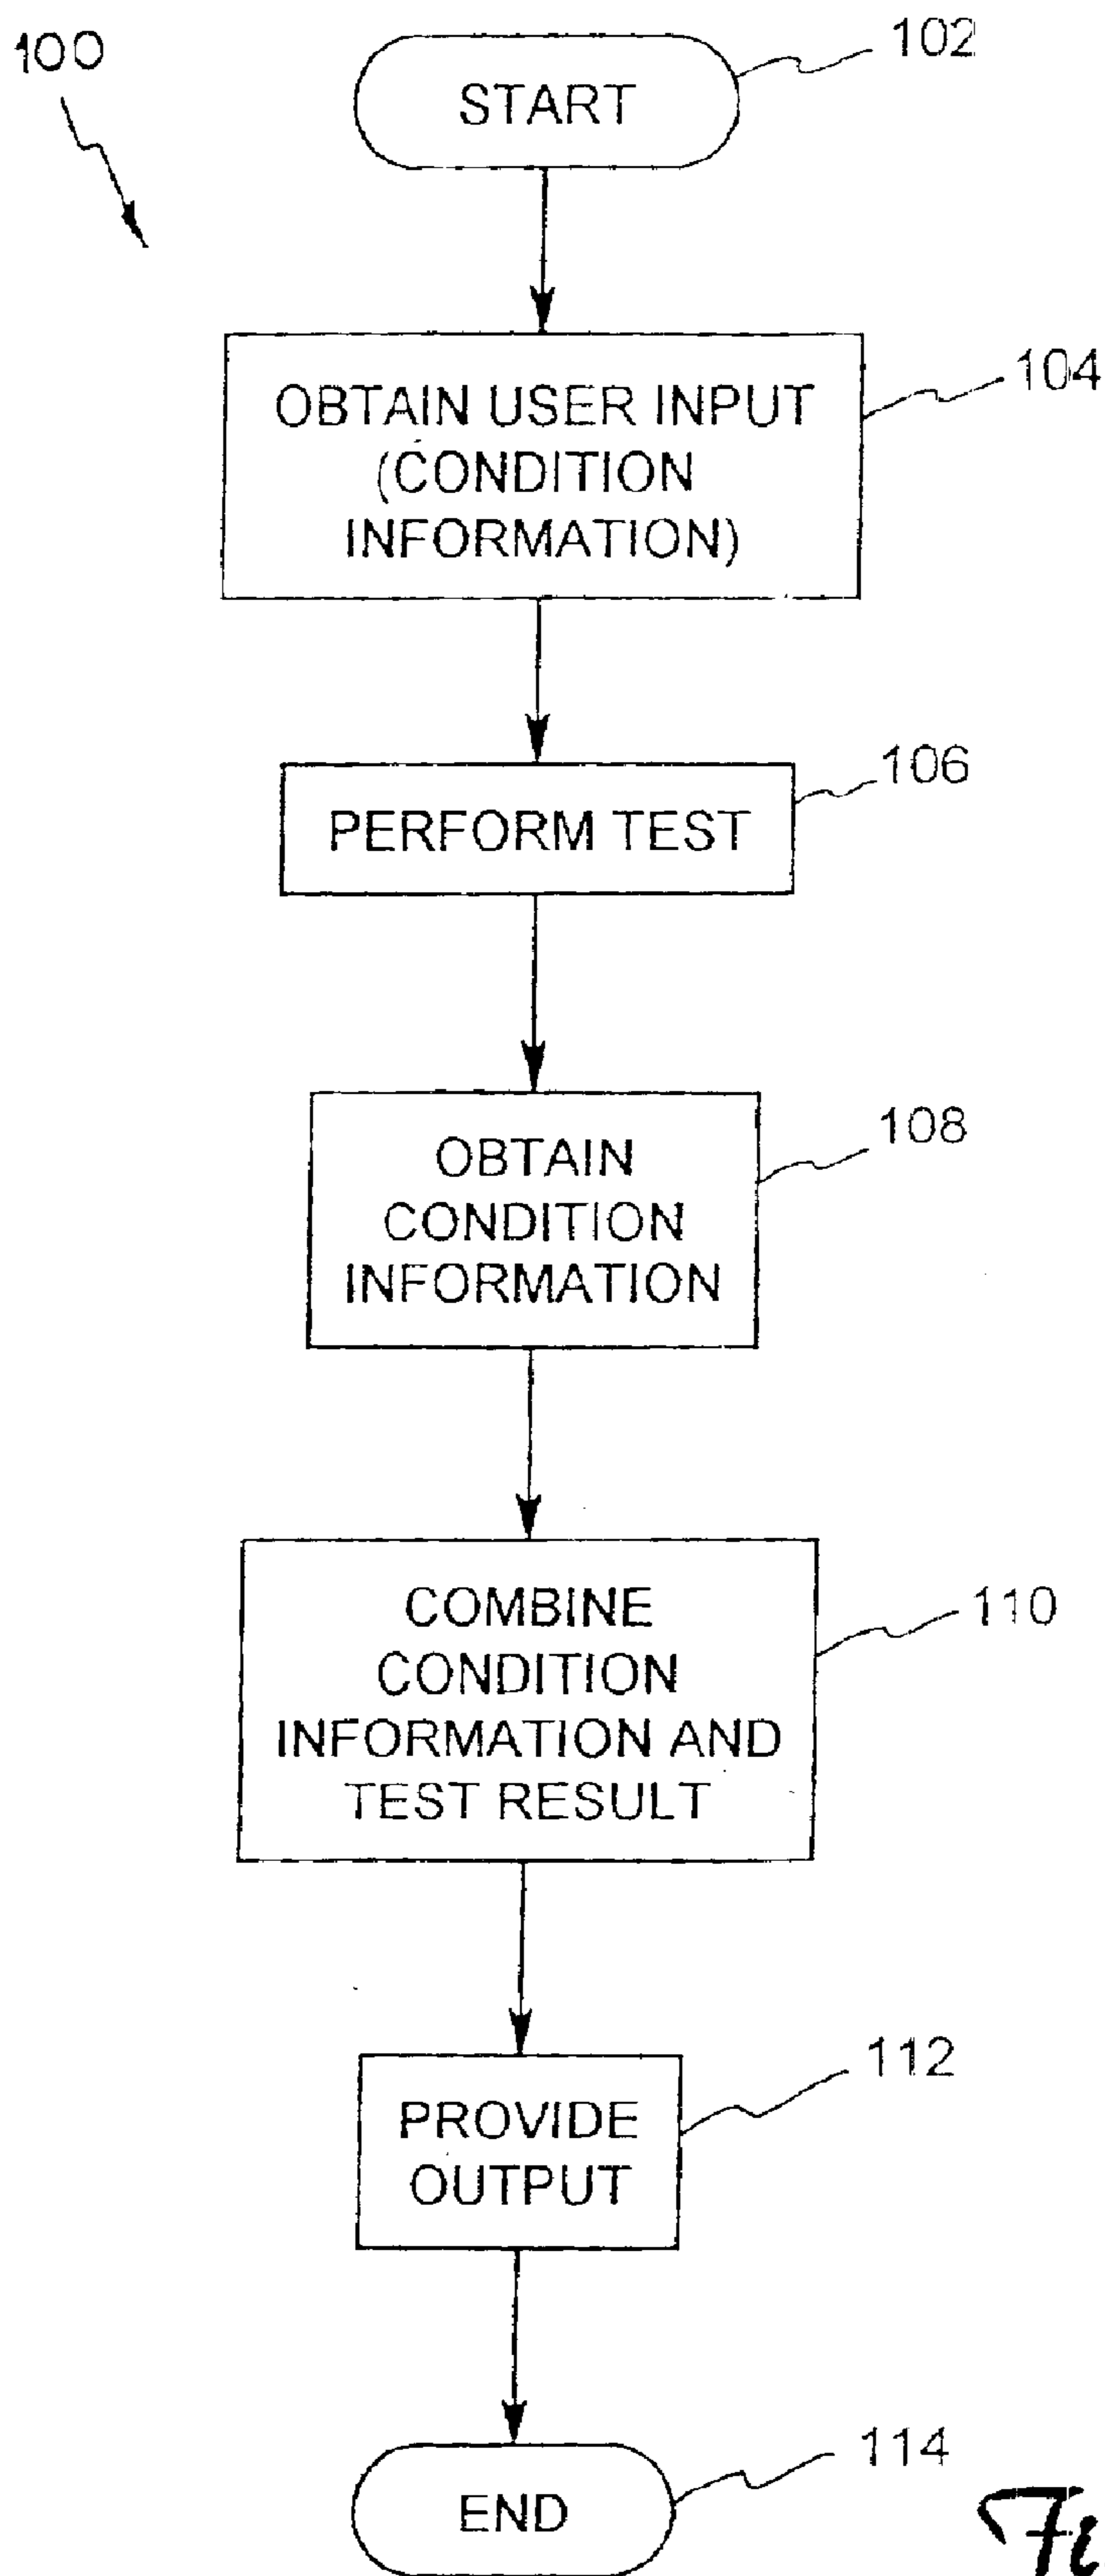 100
102
START
OBTAIN USER INPUT
(CONDITION
INFORMATION)
104
PERFORM TEST
106
OBTAIN
CONDITION
INFORMATION
108
COMBINE
CONDITION
INFORMATION AND
TEST RESULT
110
PROVIDE
OUTPUT
112
END
114